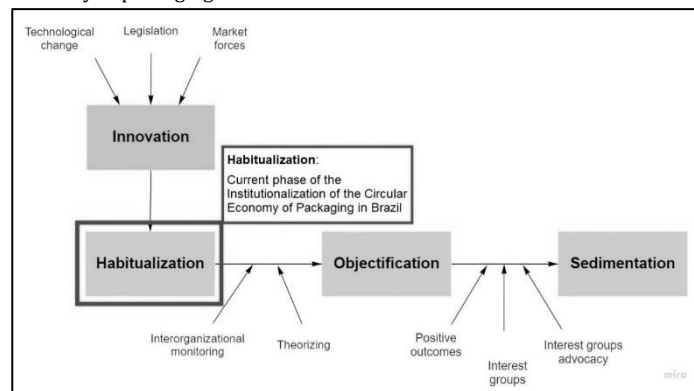 Technological
change
Legislation
Market
forces
Innovation
Habitualization:
Current phase of the
Institutionalization of the Circular
Economy of Packaging in Brazil
Habitualization
Objectification
Sedimentation
Interorganizational
monitoring
Theorizing
Positive
outcomes
Interest
groups
Interest groups
advocacy
miro